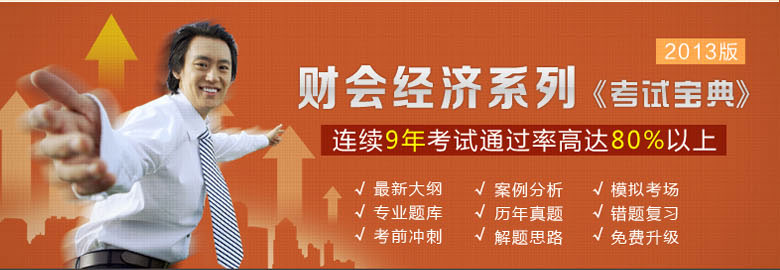 2013版
财会经济系列《考试宝典》
连续9年考试通过率高达80%以上
√ 最新大纲 √ 案例分析 √ 模拟考场
√ 专业题库 √ 历年真题 √ 错题复习
√ 考前冲刺 √ 解题思路 √ 免费升级